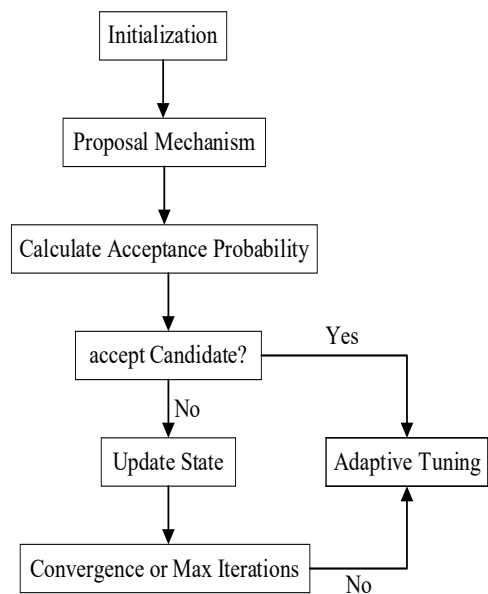 Initialization
Proposal Mechanism
Calculate Acceptance Probability
accept Candidate?
Yes
No
Update State
Adaptive Tuning
Convergence or Max Iterations
No